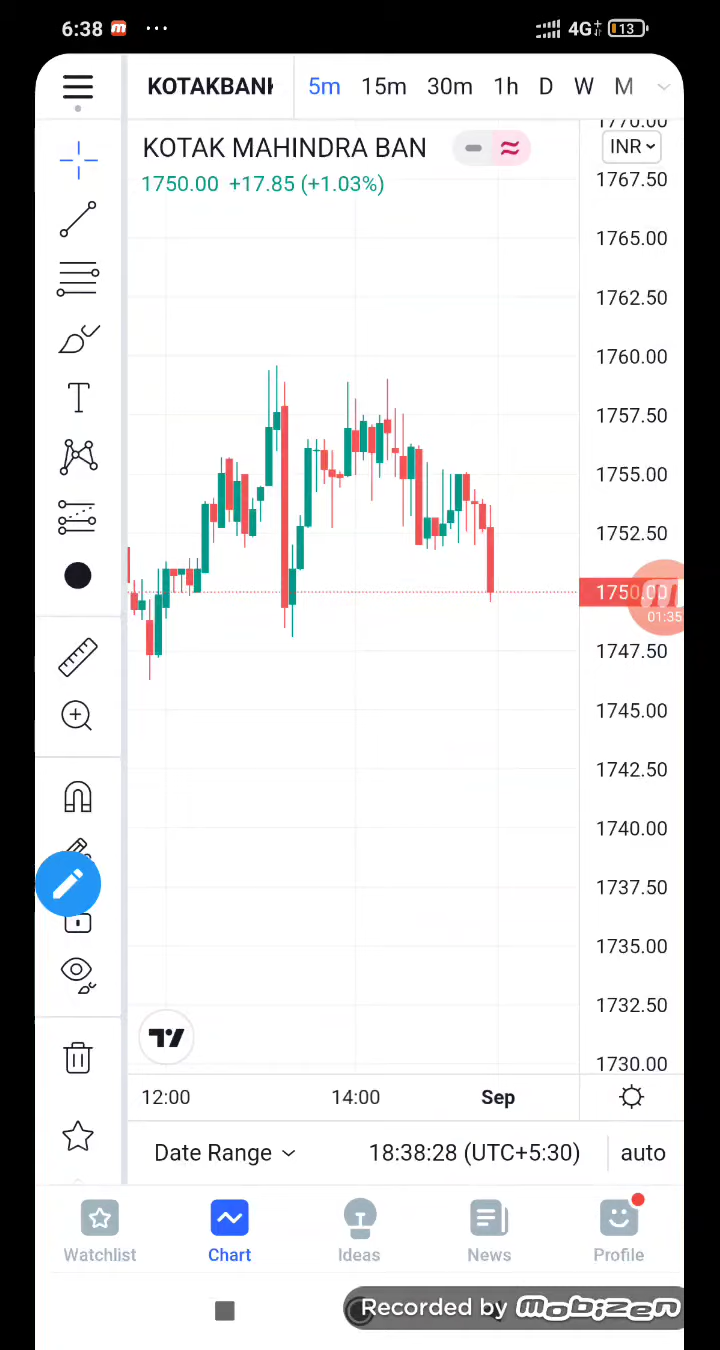 6:38
4G+
13
KOTAKBANK
5m 15m 30m 1h D W M
1770.00
KOTAK MAHINDRA BAN
INR
1750.00 +17.85 (+1.03%)
1767.50
1765.00
1762.50
1760.00
1757.50
1755.00
1752.50
1750.00
01:35
1747.50
1745.00
1742.50
1740.00
1737.50
1735.00
1732.50
1730.00
12:00 14:00 Sep
Date Range 18:38:28 (UTC+5:30) auto
Watchlist Chart Ideas News Profile
Recorded by mobizen